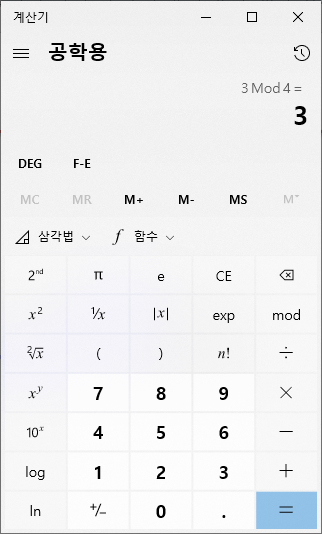 계산기
공학용
3 Mod 4 =
3
DEG F-E
MC MR M+ M- MS M˅
삼각법 f 함수
2ⁿᵈ π e CE
x² ¹/x |x| exp mod
²√x ( ) n! ÷
xʸ 7 8 9 ×
10ˣ 4 5 6 −
log 1 2 3 +
ln +/− 0 . =